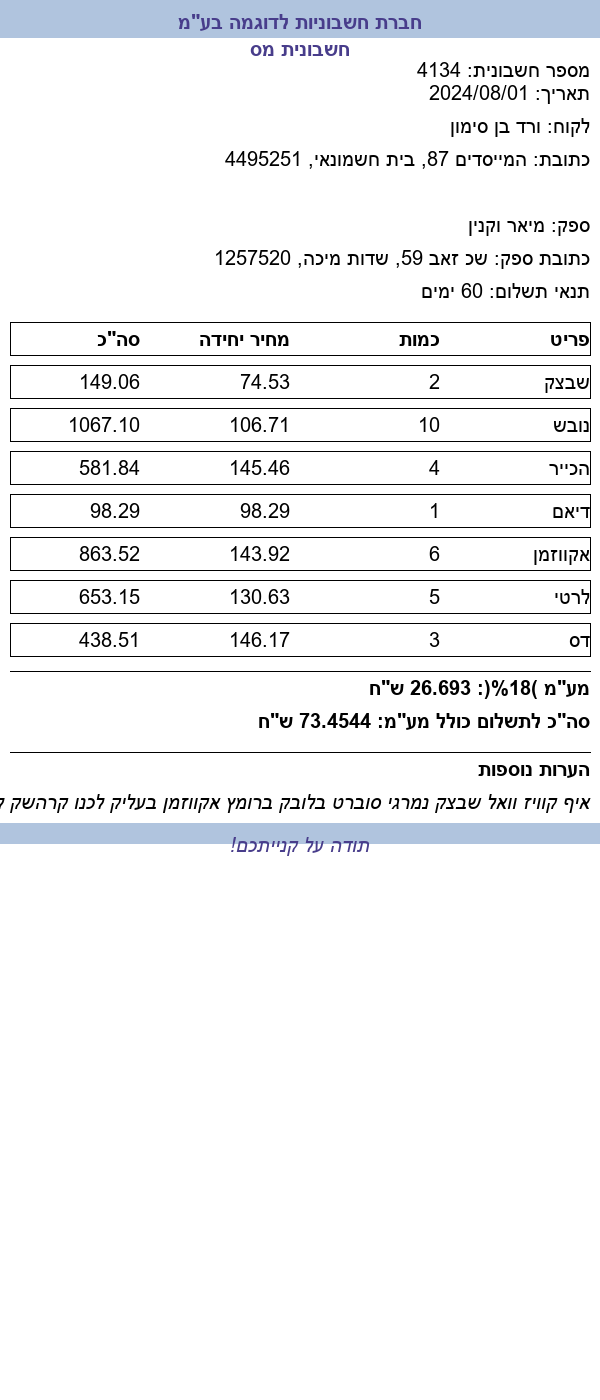 חברת חשבוניות לדוגמה בע"מ
חשבונית מס
מספר חשבונית: 4134
תאריך: 2024/08/01
לקוח: ורד בן סימון
כתובת: המייסדים 87, בית חשמונאי, 4495251
ספק: מיאר וקנין
כתובת ספק: שכ זאב 59, שדות מיכה, 1257520
תנאי תשלום: 60 ימים
פריט כמות מחיר יחידה סה"כ
שבצק 2 74.53 149.06
נובש 10 106.71 1067.10
הכייר 4 145.46 581.84
דיאם 1 98.29 98.29
אקווזמן 6 143.92 863.52
לרטי 5 130.63 653.15
דס 3 146.17 438.51
מע"מ )18%(: 26.693 ש"ח
סה"כ לתשלום כולל מע"מ: 73.4544 ש"ח
הערות נוספות
איף קוויז וואל שבצק נמרגי סוברט בלובק ברומץ אקווזמן בעליק לכנו קרהשק
תודה על קנייתכם!